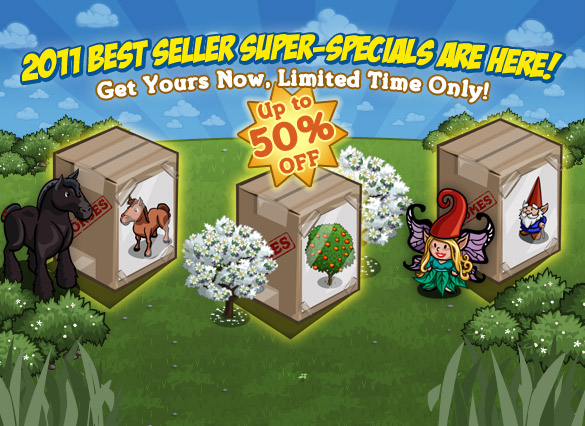 2011 BEST SELLER SUPER-SPECIALS ARE HERE!
Get Yours Now, Limited Time Only!
Up to
50%
OFF